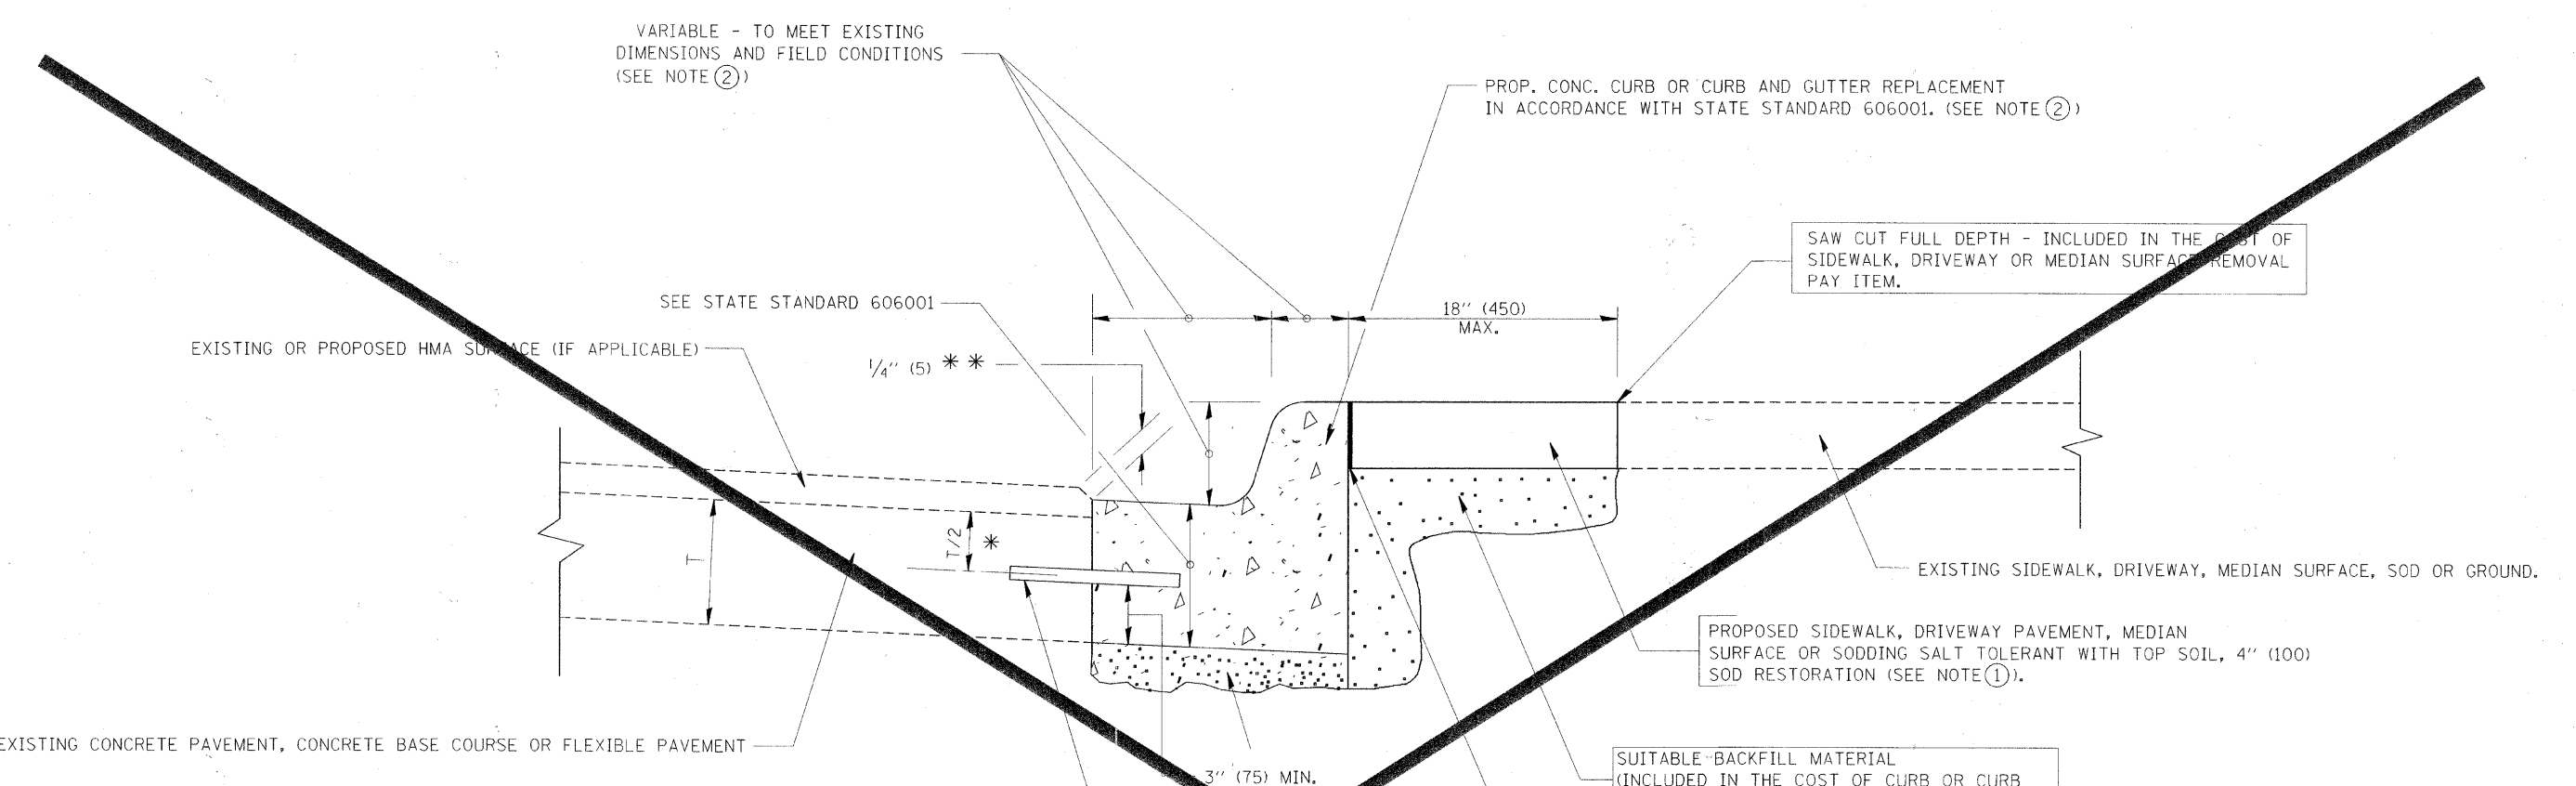 VARIABLE - TO MEET EXISTING
DIMENSIONS AND FIELD CONDITIONS
(SEE NOTE 2)
PROP. CONC. CURB OR CURB AND GUTTER REPLACEMENT
IN ACCORDANCE WITH STATE STANDARD 606001. (SEE NOTE 2)
SAW CUT FULL DEPTH - INCLUDED IN THE COST OF
SIDEWALK, DRIVEWAY OR MEDIAN SURFACE REMOVAL
PAY ITEM.
SEE STATE STANDARD 606001
18" (450)
MAX.
EXISTING OR PROPOSED HMA SURFACE (IF APPLICABLE)
1/4" (5) * *
T
T/2 *
EXISTING SIDEWALK, DRIVEWAY, MEDIAN SURFACE, SOD OR GROUND.
PROPOSED SIDEWALK, DRIVEWAY PAVEMENT, MEDIAN
SURFACE OR SODDING SALT TOLERANT WITH TOP SOIL, 4" (100)
SOD RESTORATION (SEE NOTE 1).
EXISTING CONCRETE PAVEMENT, CONCRETE BASE COURSE OR FLEXIBLE PAVEMENT
3" (75) MIN.
SUITABLE BACKFILL MATERIAL
(INCLUDED IN THE COST OF CURB OR CURB